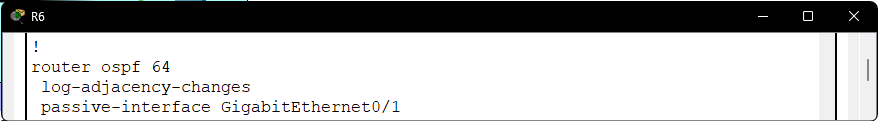 R6
!
router ospf 64
 log-adjacency-changes
 passive-interface GigabitEthernet0/1